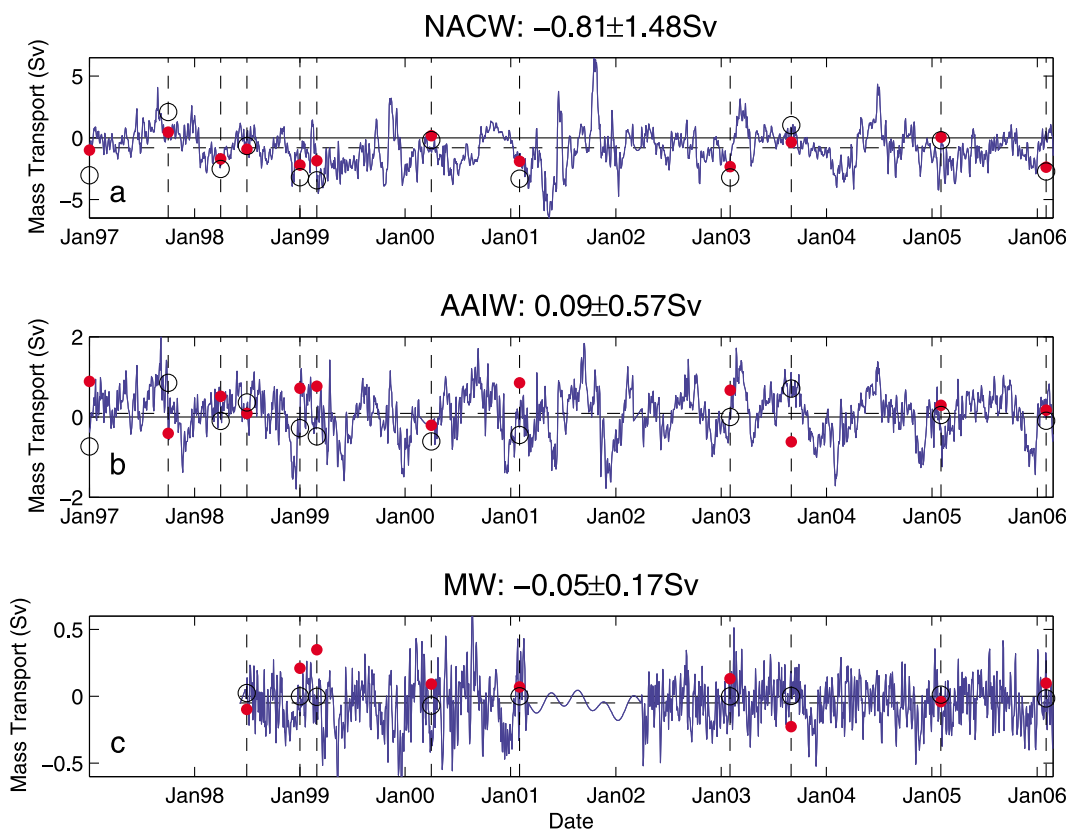 NACW: −0.81±1.48Sv
Mass Transport (Sv)
5
0
−5
a
Jan97 Jan98 Jan99 Jan00 Jan01 Jan02 Jan03 Jan04 Jan05 Jan06
AAIW: 0.09±0.57Sv
Mass Transport (Sv)
2
0
−2
b
Jan97 Jan98 Jan99 Jan00 Jan01 Jan02 Jan03 Jan04 Jan05 Jan06
MW: −0.05±0.17Sv
Mass Transport (Sv)
0.5
0
−0.5
c
Jan98 Jan99 Jan00 Jan01 Jan02 Jan03 Jan04 Jan05 Jan06
Date